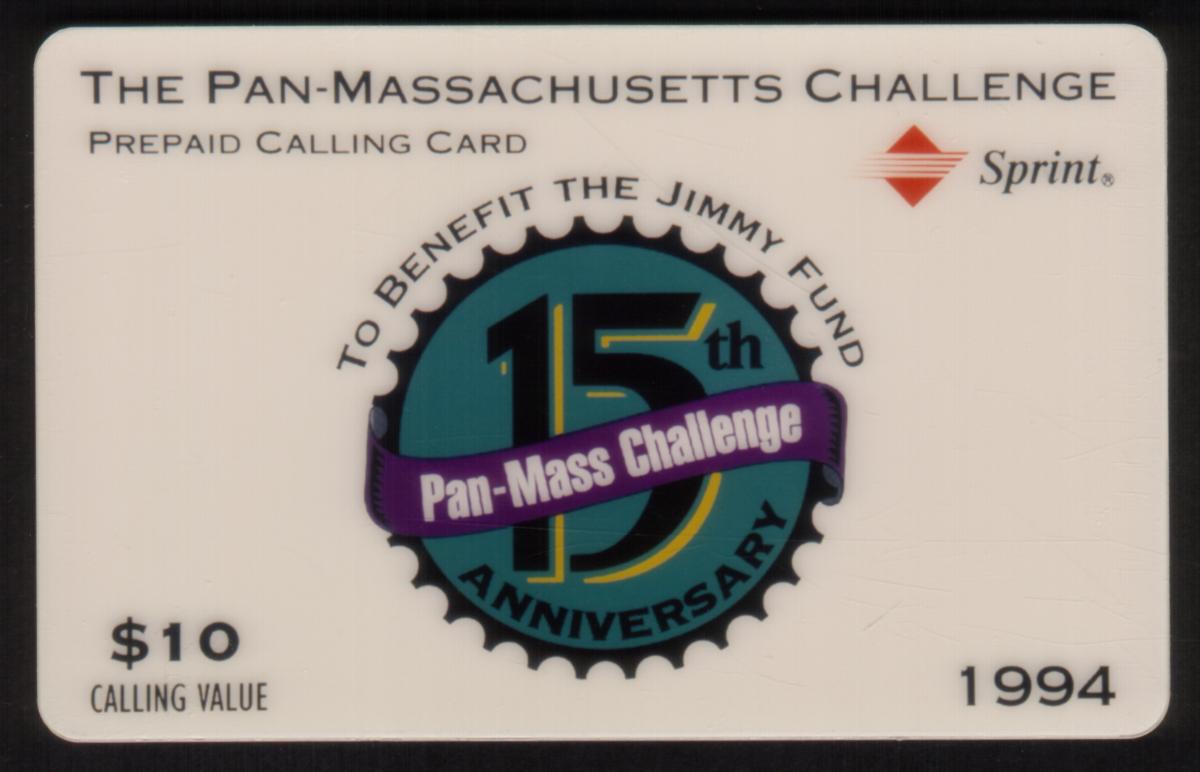 THE PAN-MASSACHUSETTS CHALLENGE
PREPAID CALLING CARD
Sprint®
TO BENEFIT THE JIMMY FUND
15th
Pan-Mass Challenge
ANNIVERSARY
$10
CALLING VALUE
1994